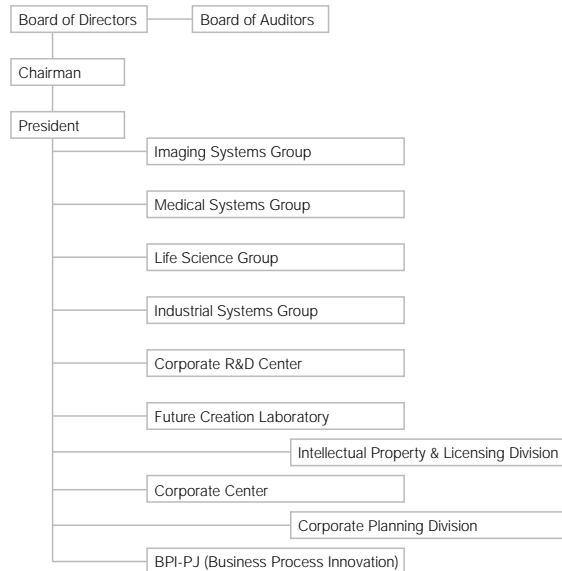 Board of Directors
Board of Auditors
Chairman
President
Imaging Systems Group
Medical Systems Group
Life Science Group
Industrial Systems Group
Corporate R&D Center
Future Creation Laboratory
Intellectual Property & Licensing Division
Corporate Center
Corporate Planning Division
BPI-PJ (Business Process Innovation)